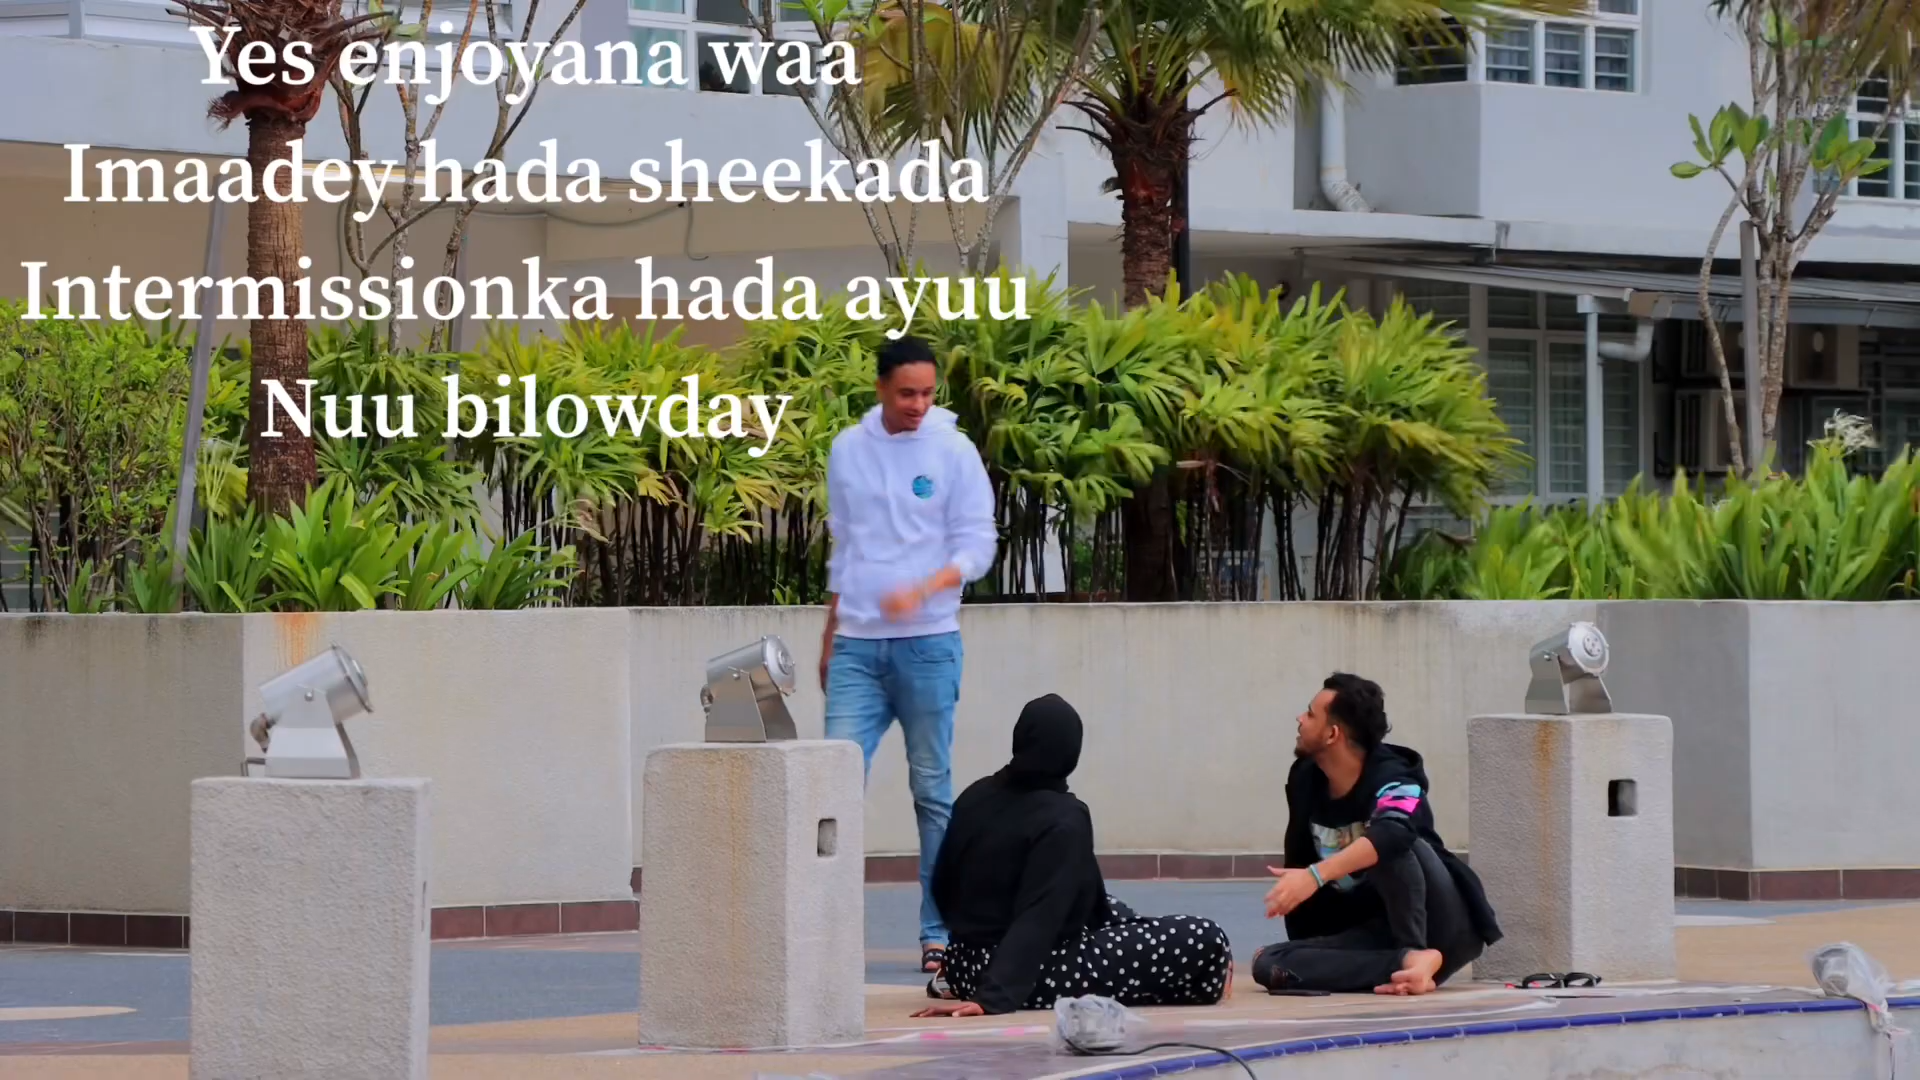 Yes enjoyana waa
Imaadey hada sheekada
Intermissionka hada ayuu
Nuu bilowday